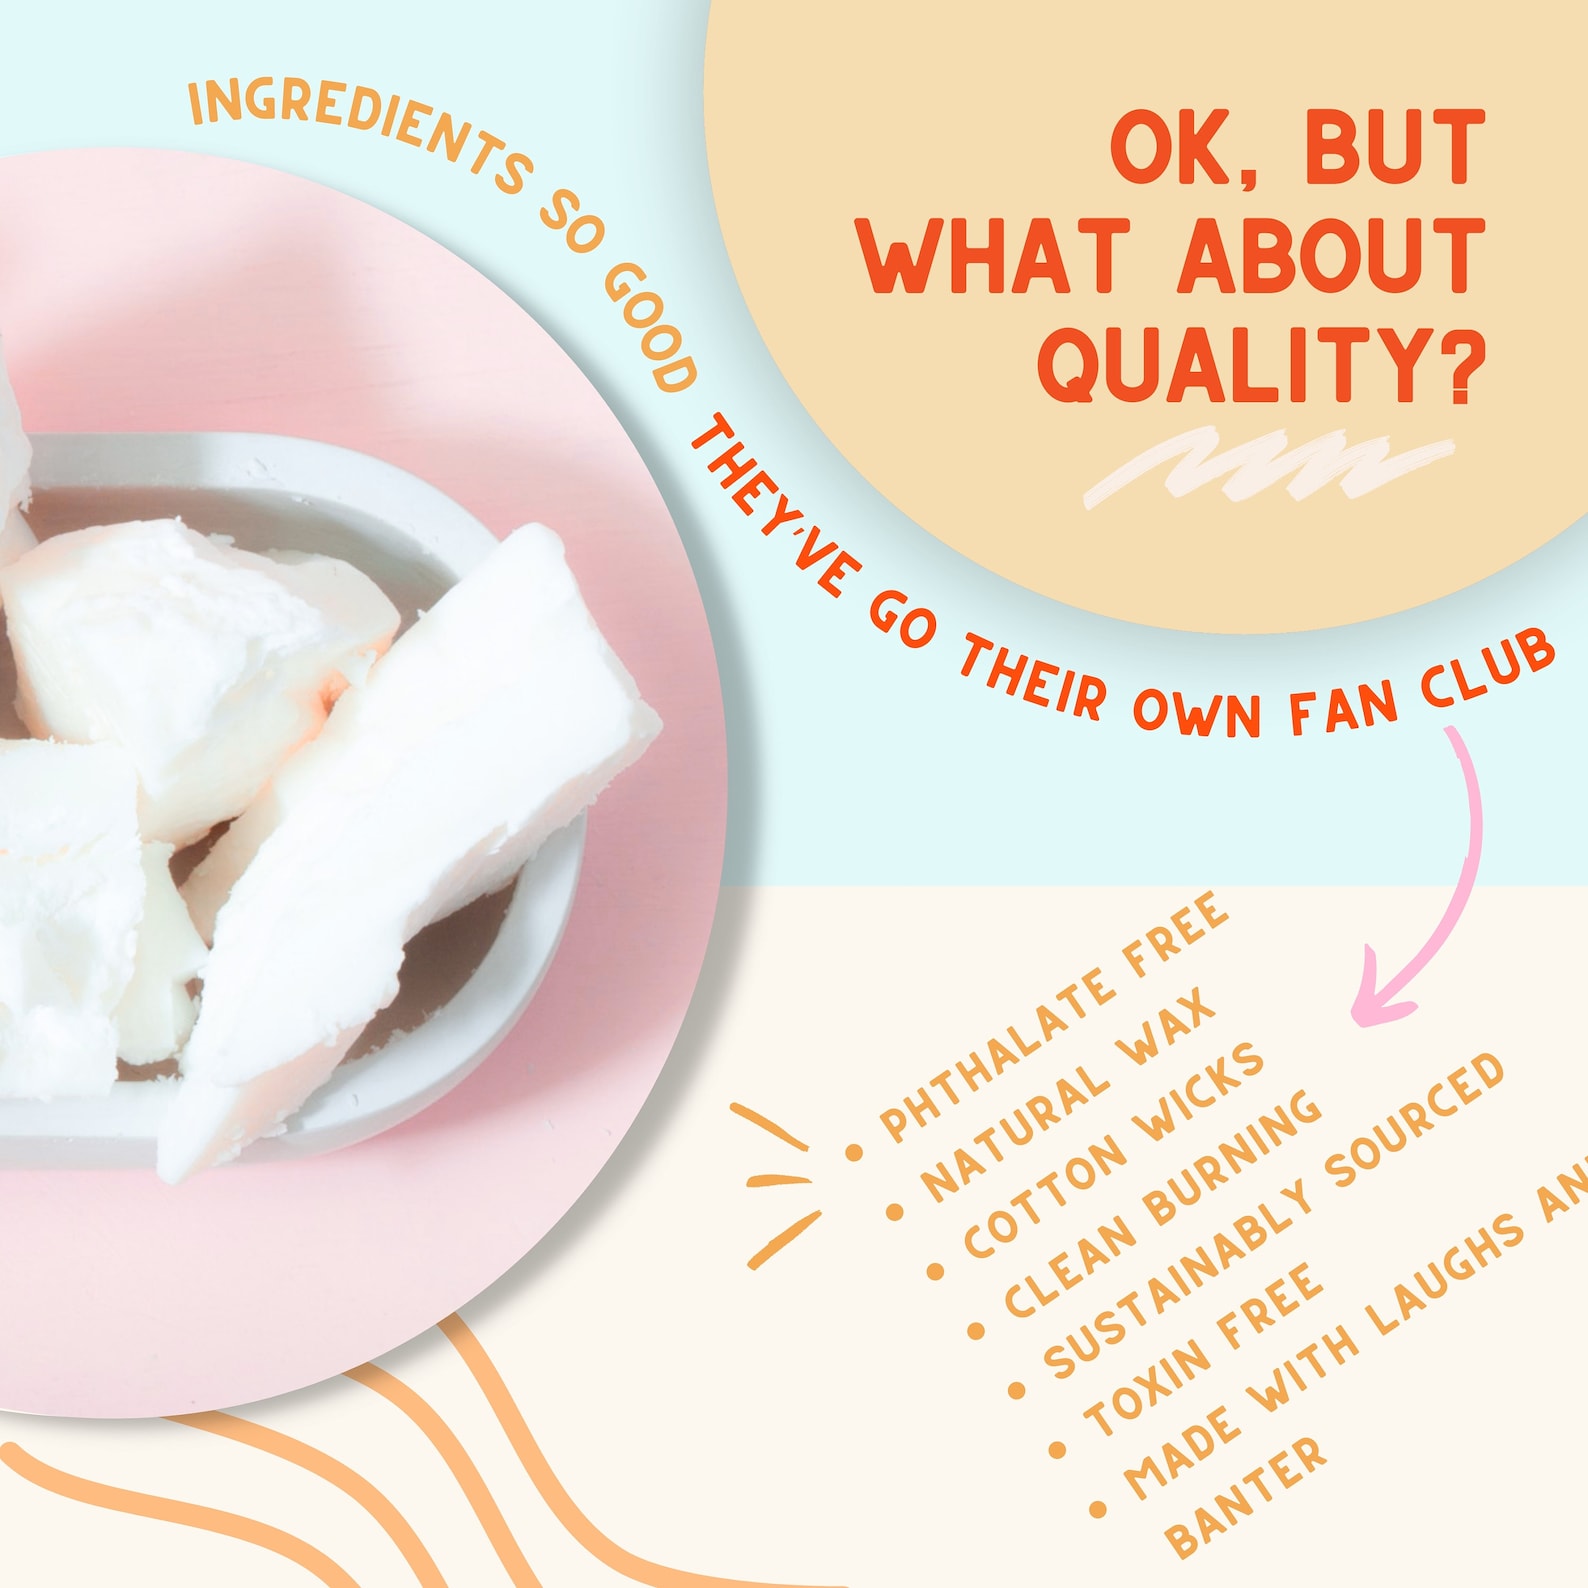 INGREDIENTS SO GOOD THEY'VE GO THEIR OWN FAN CLUB
OK, BUT
WHAT ABOUT
QUALITY?
• PHTHALATE FREE
• NATURAL WAX
• COTTON WICKS
• CLEAN BURNING
• SUSTAINABLY SOURCED
• TOXIN FREE
• MADE WITH LAUGHS
BANTER